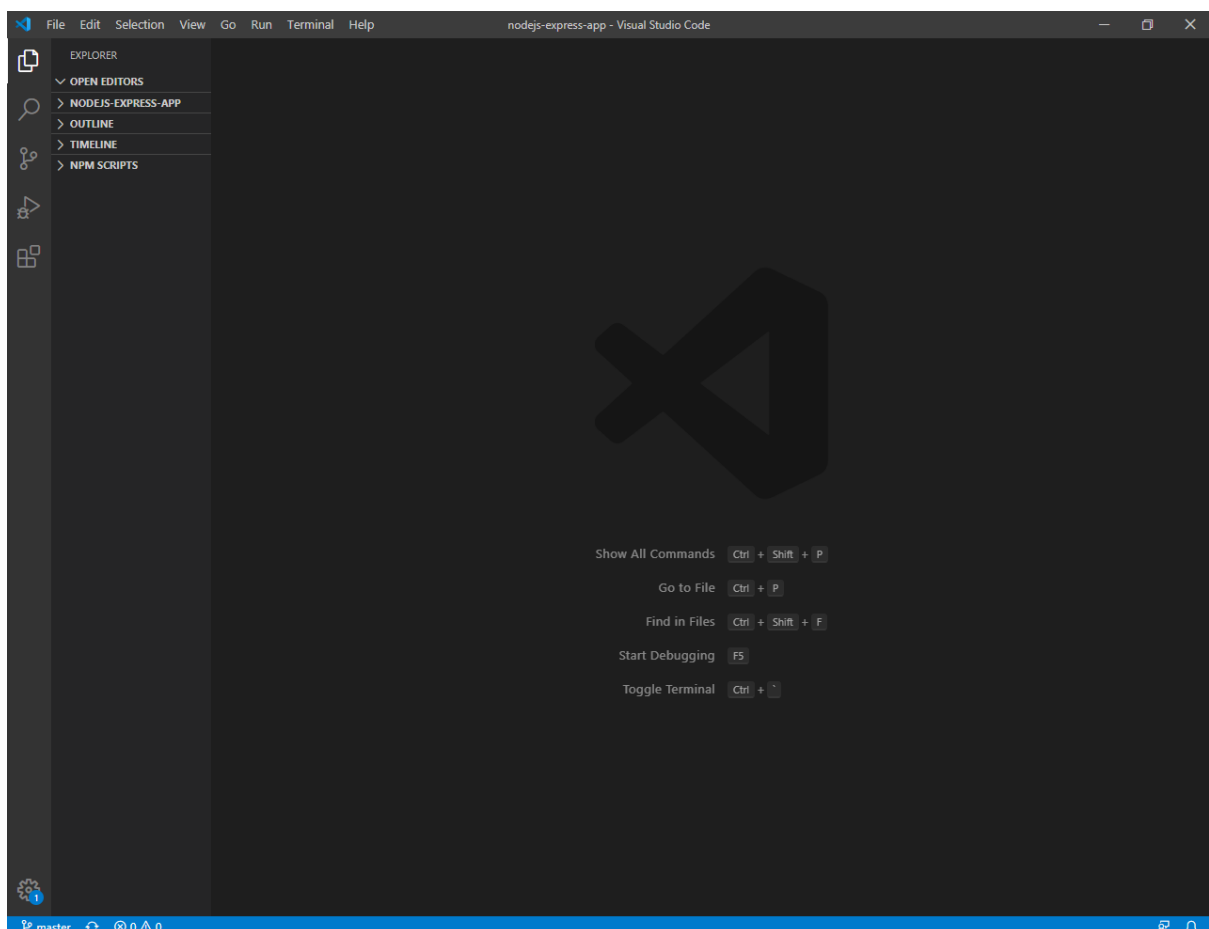 File Edit Selection View Go Run Terminal Help nodejs-express-app - Visual Studio Code
EXPLORER
OPEN EDITORS
NODEJS-EXPRESS-APP
OUTLINE
TIMELINE
NPM SCRIPTS
Show All Commands Ctrl + Shift + P
Go to File Ctrl + P
Find in Files Ctrl + Shift + F
Start Debugging F5
Toggle Terminal Ctrl + `
1
master 0 0